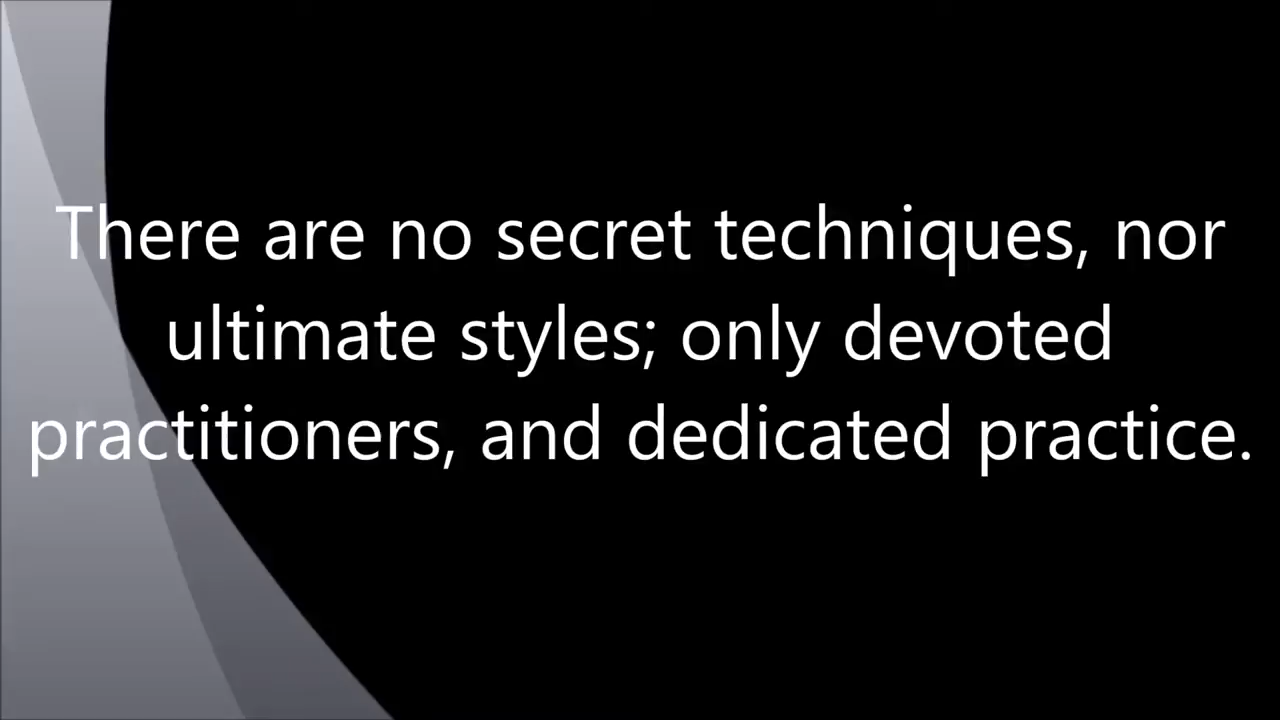 There are no secret techniques, nor
ultimate styles; only devoted
practitioners, and dedicated practice.